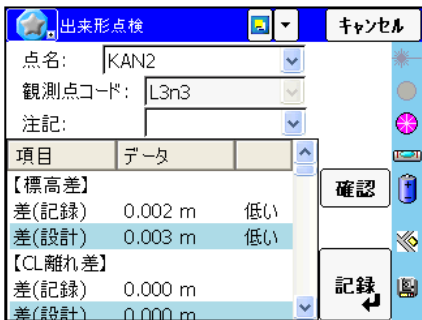 出来形点検
キャンセル
点名: KAN2
観測点コード: L3n3
注記:
項目 データ
【標高差】
差(記録) 0.002 m 低い
差(設計) 0.003 m 低い
【CL離れ差】
差(記録) 0.000 m
差(設計) 0.000 m
確認
記録